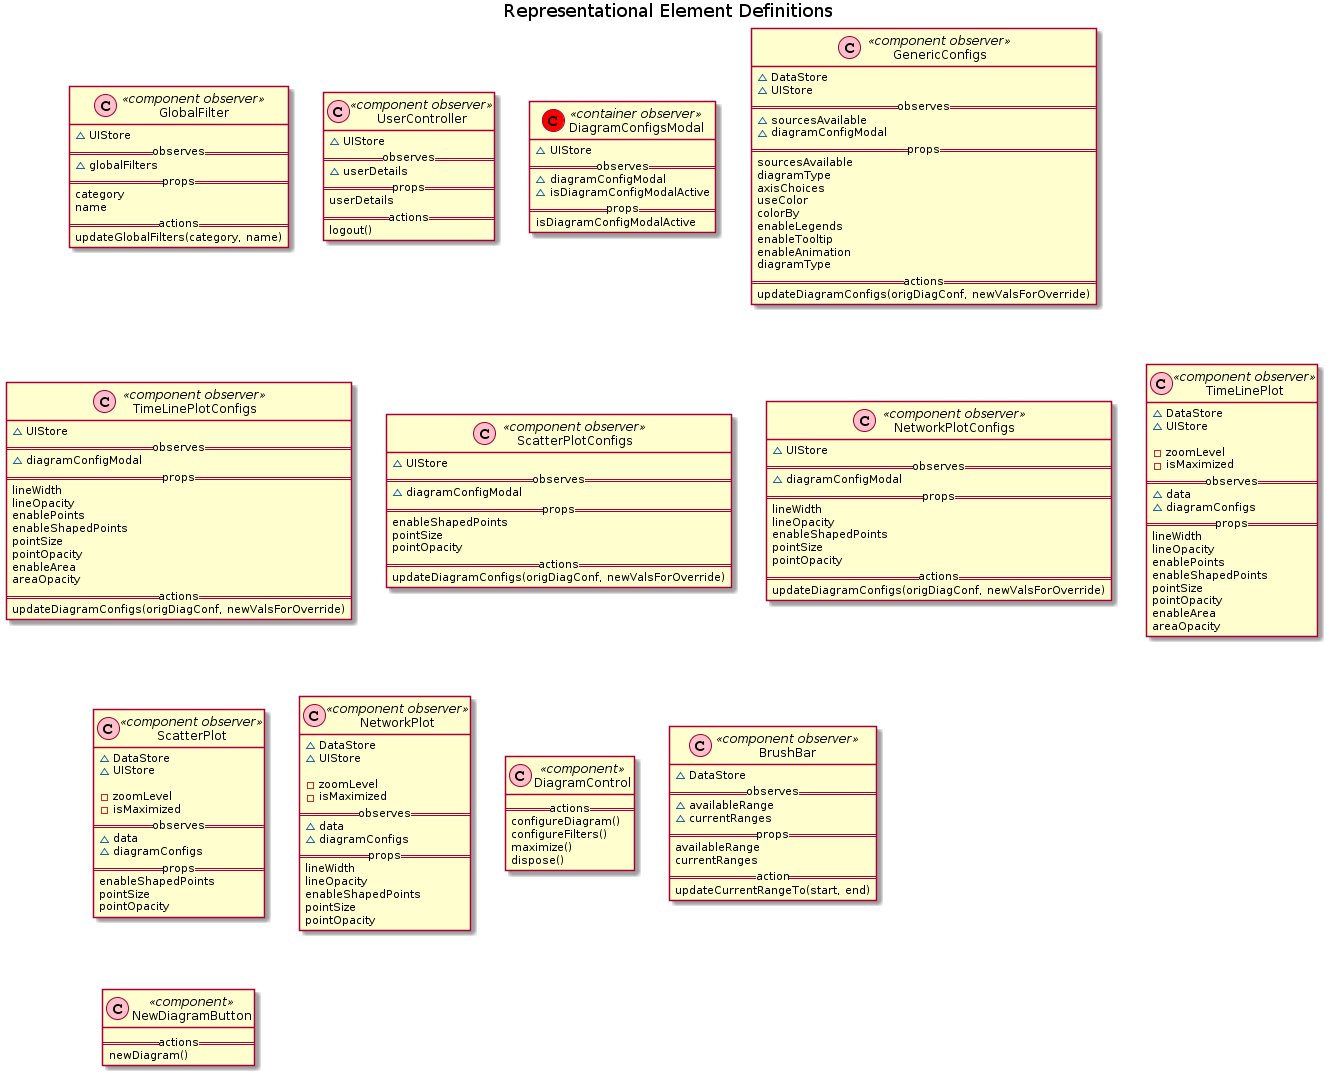 Representational Element Definitions
«component observer»
GlobalFilter
UIStore
observes
globalFilters
props
category
name
actions
updateGlobalFilters(category, name)
«component observer»
UserController
UIStore
observes
userDetails
props
userDetails
actions
logout()
«container observer»
DiagramConfigsModal
UIStore
observes
diagramConfigModal
isDiagramConfigModalActive
props
isDiagramConfigModalActive
«component observer»
GenericConfigs
DataStore
UIStore
observes
sourcesAvailable
diagramConfigModal
props
sourcesAvailable
diagramType
axisChoices
useColor
colorBy
enableLegends
enableTooltip
enableAnimation
diagramType
actions
updateDiagramConfigs(origDiagConf, newValsForOverride)
«component observer»
TimeLinePlotConfigs
UIStore
observes
diagramConfigModal
props
lineWidth
lineOpacity
enablePoints
enableShapedPoints
pointSize
pointOpacity
enableArea
areaOpacity
actions
updateDiagramConfigs(origDiagConf, newValsForOverride)
«component observer»
ScatterPlotConfigs
UIStore
observes
diagramConfigModal
props
enableShapedPoints
pointSize
pointOpacity
actions
updateDiagramConfigs(origDiagConf, newValsForOverride)
«component observer»
NetworkPlotConfigs
UIStore
observes
diagramConfigModal
props
lineWidth
lineOpacity
enableShapedPoints
pointSize
pointOpacity
actions
updateDiagramConfigs(origDiagConf, newValsForOverride)
«component observer»
TimeLinePlot
DataStore
UIStore
zoomLevel
isMaximized
observes
data
diagramConfigs
props
lineWidth
lineOpacity
enablePoints
enableShapedPoints
pointSize
pointOpacity
enableArea
areaOpacity
«component observer»
ScatterPlot
DataStore
UIStore
zoomLevel
isMaximized
observes
data
diagramConfigs
props
enableShapedPoints
pointSize
pointOpacity
«component observer»
NetworkPlot
DataStore
UIStore
zoomLevel
isMaximized
observes
data
diagramConfigs
props
lineWidth
lineOpacity
enableShapedPoints
pointSize
pointOpacity
«component»
DiagramControl
actions
configureDiagram()
configureFilters()
maximize()
dispose()
«component observer»
BrushBar
DataStore
observes
availableRange
currentRanges
props
availableRange
currentRanges
action
updateCurrentRangeTo(start, end)
«component»
NewDiagramButton
actions
newDiagram()